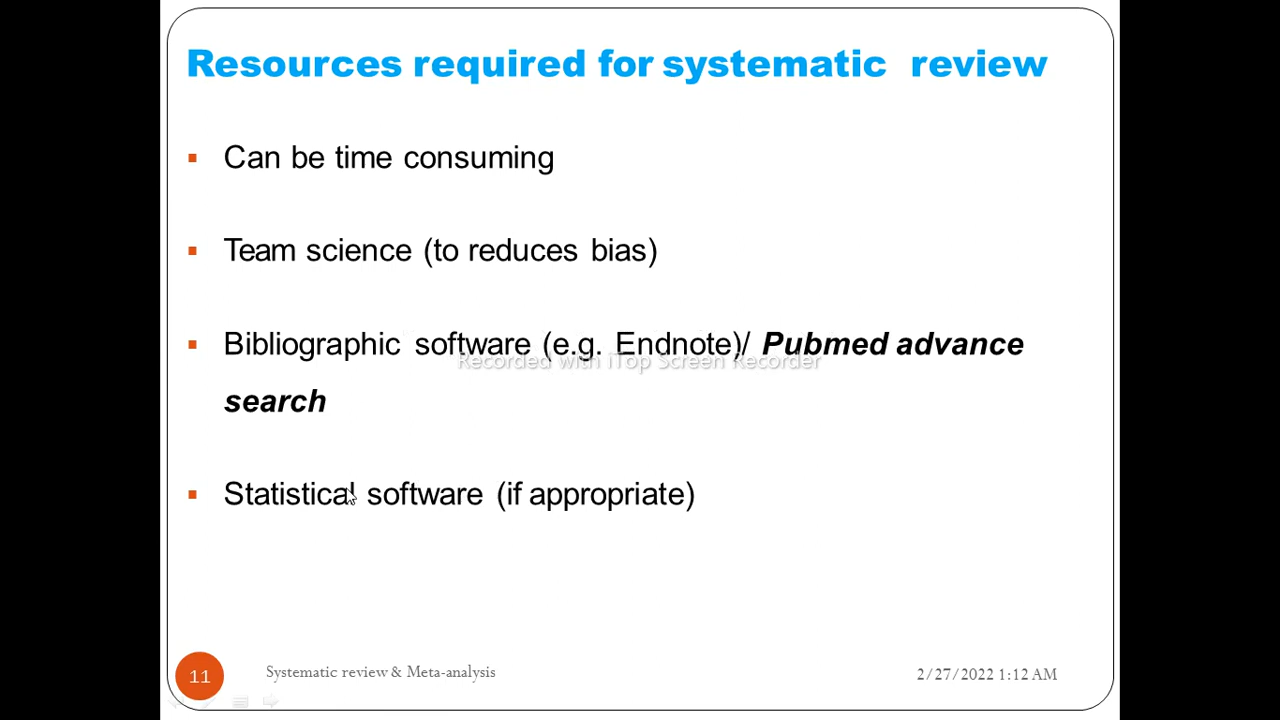 Resources required for systematic review
Can be time consuming
Team science (to reduces bias)
Bibliographic software (e.g. Endnote)/ Pubmed advance
Recorded with iTop Screen Recorder
search
Statistical software (if appropriate)
11
Systematic review & Meta-analysis
2/27/2022 1:12 AM